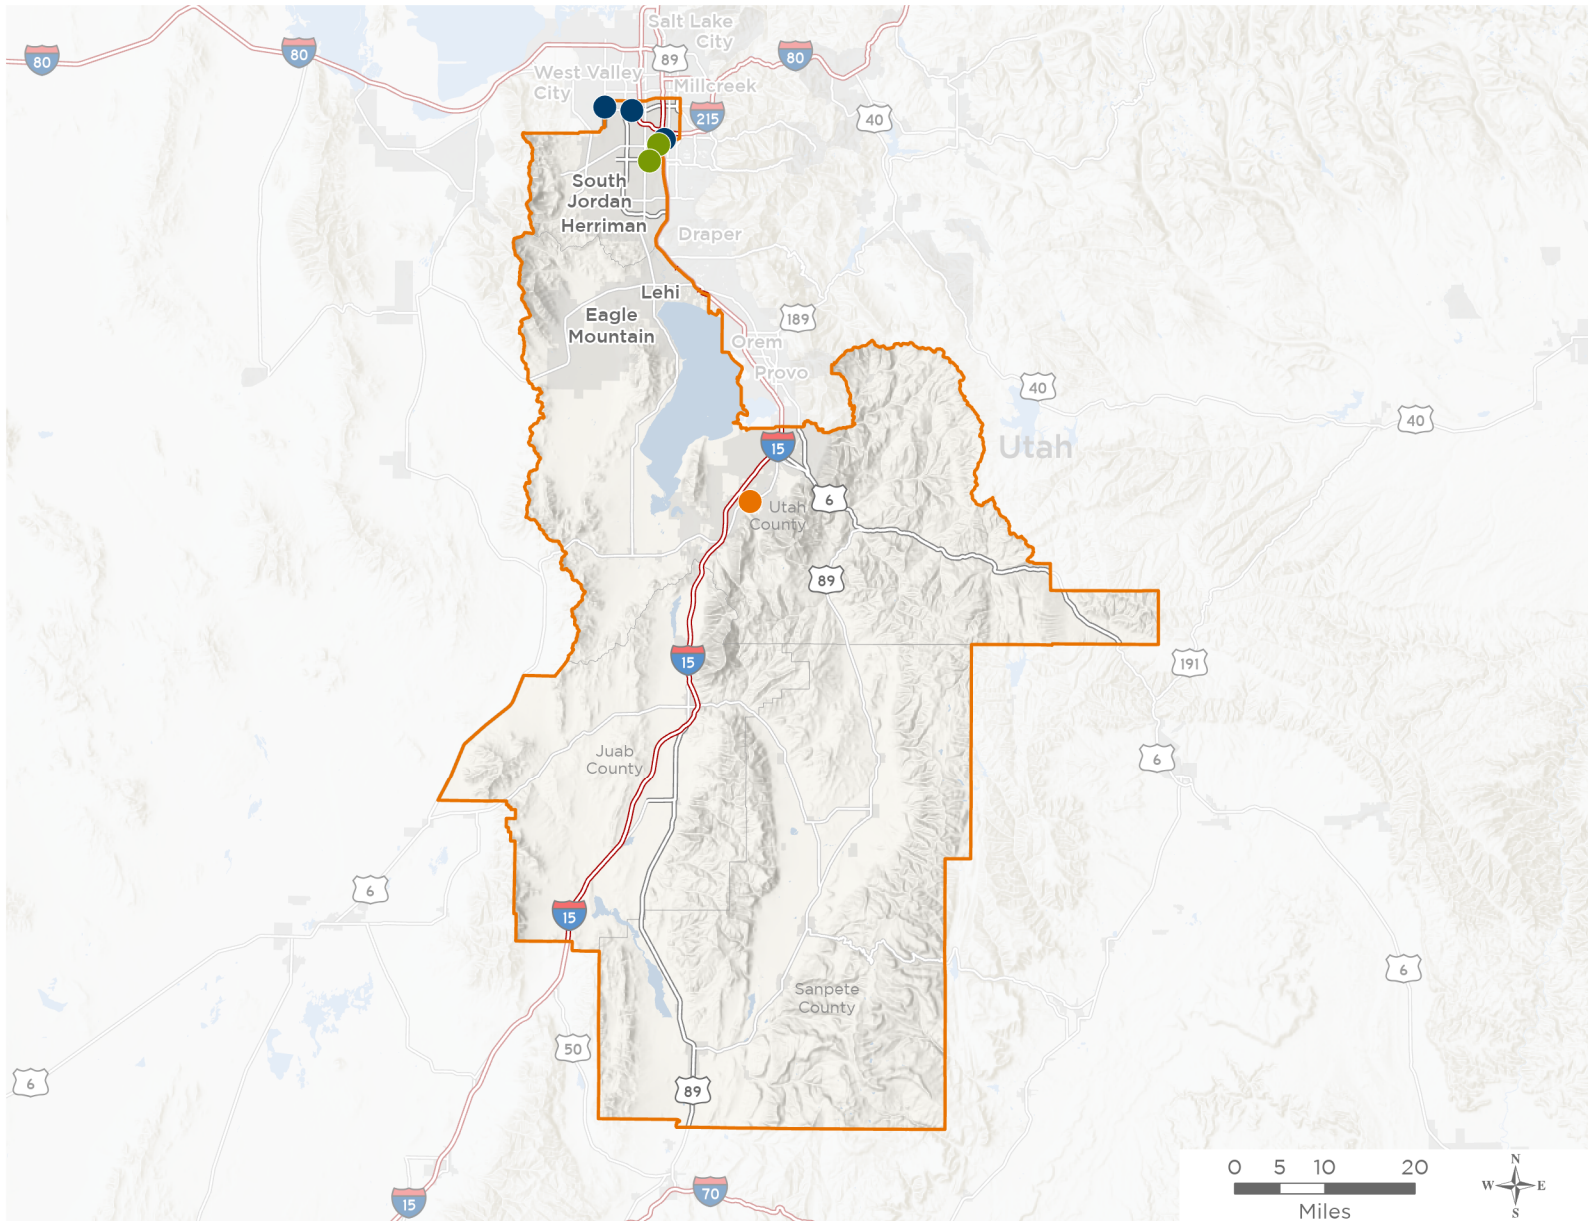 Salt Lake
City
80
80
89
80
West Valley
City
Millcreek
215
40
South
Jordan
Herriman
Draper
Lehi
Eagle
Mountain
189
Orem
Provo
40
40
Utah
15
6
Utah
County
89
15
191
Juab
County
6
6
15
6
Sanpete
County
50
6
89
15
70
0 5 10 20
Miles
N
W E
S